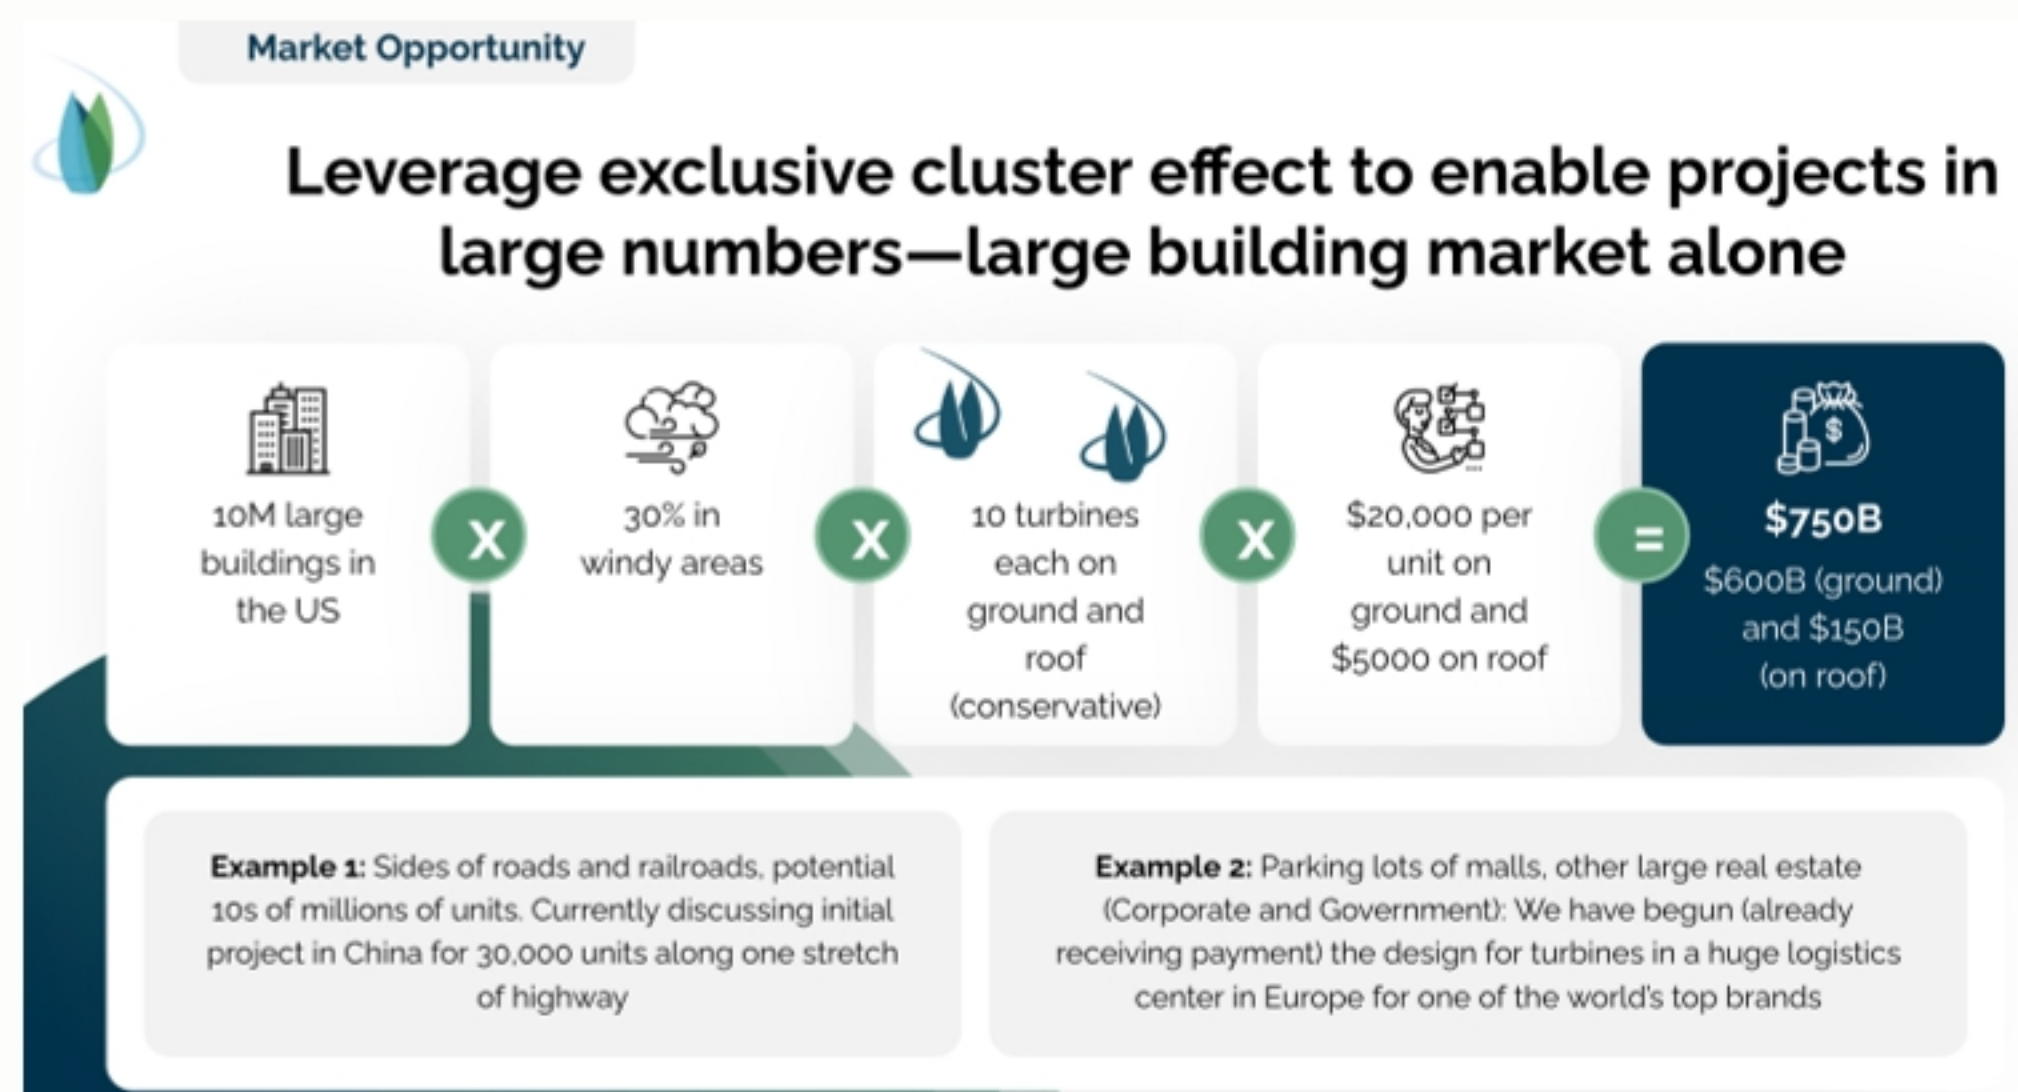 Market Opportunity
Leverage exclusive cluster effect to enable projects in
large numbers—large building market alone
10M large
buildings in
the US
X
30% in
windy areas
X
10 turbines
each on
ground and
roof
(conservative)
X
$20,000 per
unit on
ground and
$5000 on roof
=
$
$750B
$600B (ground)
and $150B
(on roof)
Example 1: Sides of roads and railroads, potential
10s of millions of units. Currently discussing initial
project in China for 30,000 units along one stretch
of highway
Example 2: Parking lots of malls, other large real estate
(Corporate and Government): We have begun (already
receiving payment) the design for turbines in a huge logistics
center in Europe for one of the world's top brands